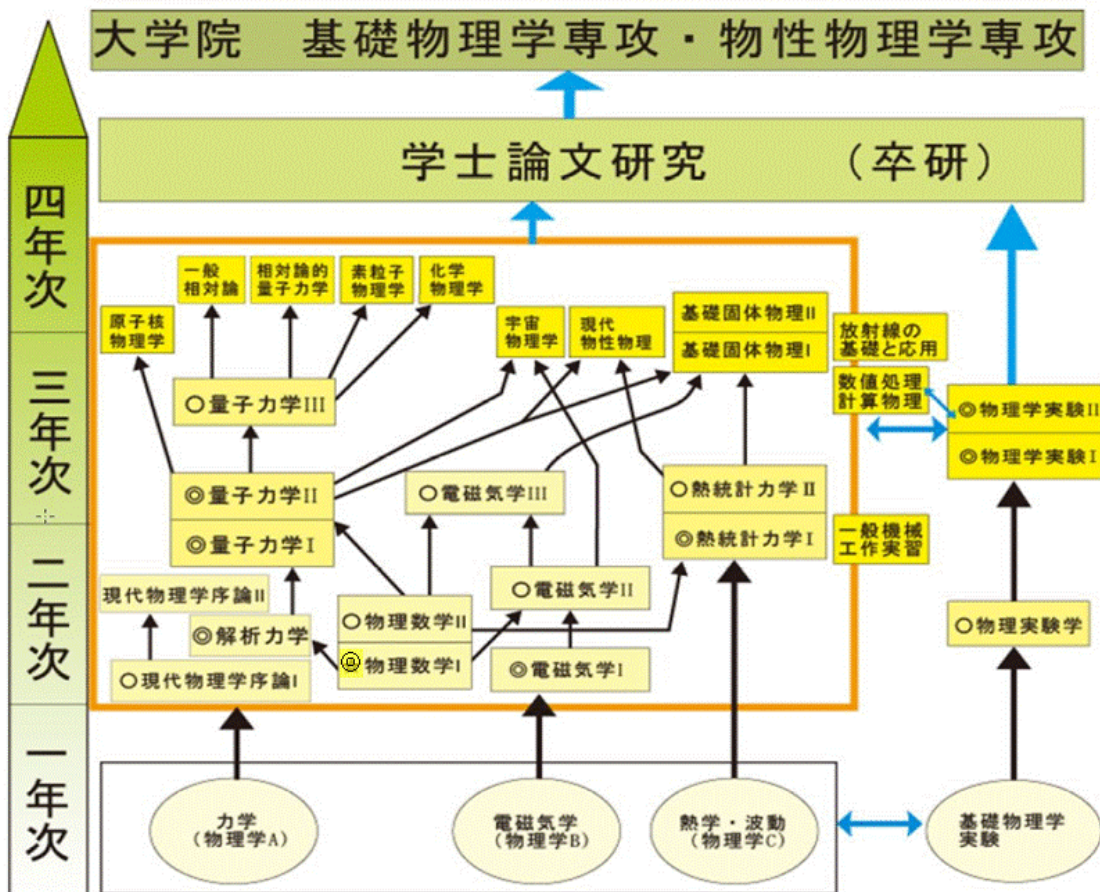 大学院　基礎物理学専攻・物性物理学専攻
学士論文研究　（卒研）
四年次
三年次
二年次
一年次
一般
相対論
相対論的
量子力学
素粒子
物理学
化学
物理学
原子核
物理学
宇宙
物理学
現代
物性物理
基礎固体物理II
基礎固体物理I
放射線の
基礎と応用
数値処理
計算物理
○量子力学III
◎物理学実験II
◎物理学実験I
◎量子力学II
◎量子力学I
○電磁気学III
○熱統計力学II
◎熱統計力学I
一般機械
工作実習
現代物理学序論II
○電磁気学II
○物理数学II
◎物理数学I
◎解析力学
○物理実験学
○現代物理学序論I
◎電磁気学I
力学
(物理学A)
電磁気学
(物理学B)
熱学・波動
(物理学C)
基礎物理学
実験